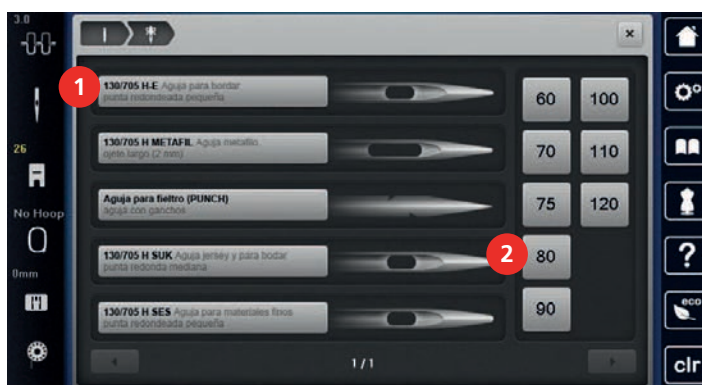 3.0
26
No Hoop
0mm
1
130/705 H-E Aguja para bordar
punta redondeada pequeña
130/705 H METAFIL Aguja metafilo
ojete largo (2 mm)
Aguja para fieltro (PUNCH)
aguja con ganchos
130/705 H SUK Aguja jersey y para bodar
punta redonda mediana
130/705 H SES Aguja para materiales finos
punta redondeada pequeña
2
60 100
70 110
75 120
80
90
1/1
?
eco
clr